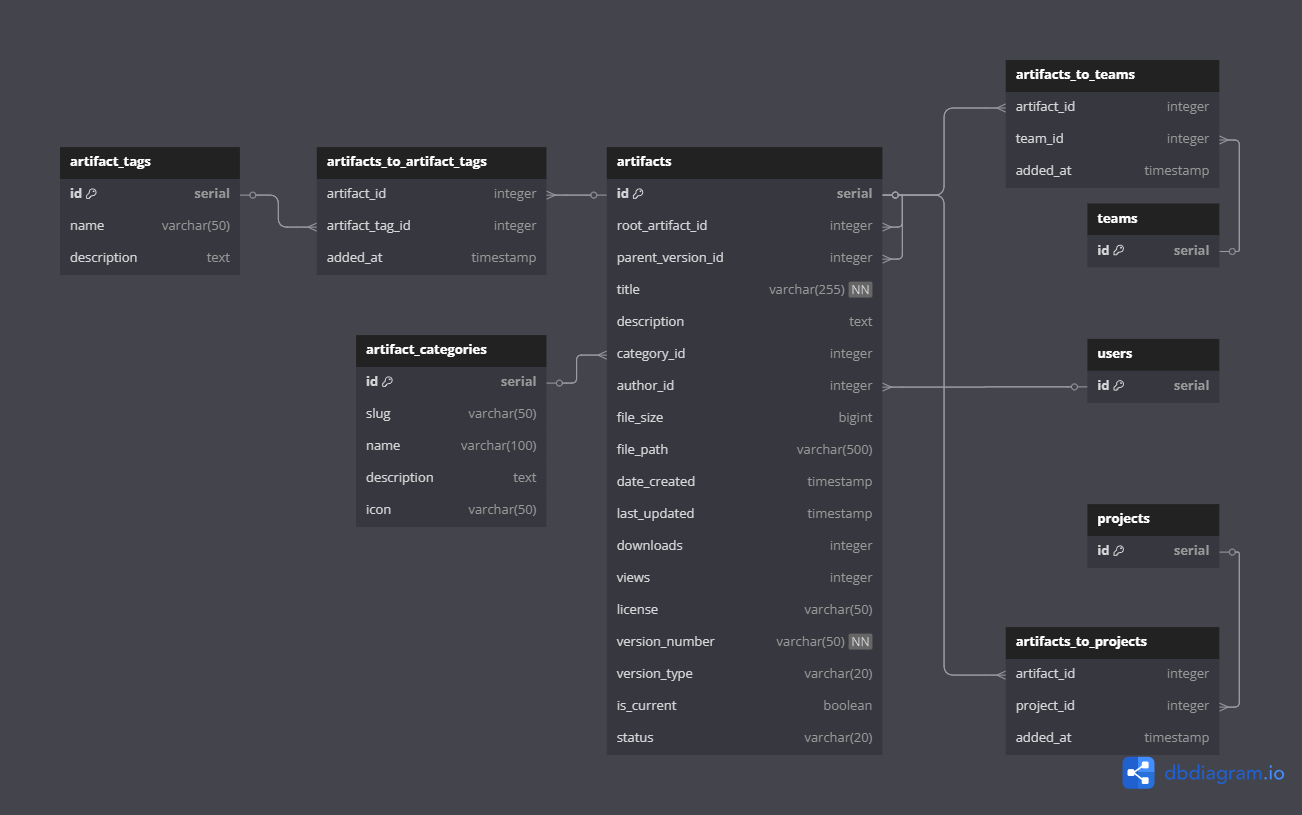 artifact_tags
id serial
name varchar(50)
description text
artifacts_to_artifact_tags
artifact_id integer
artifact_tag_id integer
added_at timestamp
artifact_categories
id serial
slug varchar(50)
name varchar(100)
description text
icon varchar(50)
artifacts
id serial
root_artifact_id integer
parent_version_id integer
title varchar(255) NN
description text
category_id integer
author_id integer
file_size bigint
file_path varchar(500)
date_created timestamp
last_updated timestamp
downloads integer
views integer
license varchar(50)
version_number varchar(50) NN
version_type varchar(20)
is_current boolean
status varchar(20)
artifacts_to_teams
artifact_id integer
team_id integer
added_at timestamp
teams
id serial
users
id serial
projects
id serial
artifacts_to_projects
artifact_id integer
project_id integer
added_at timestamp
dbdiagram.io